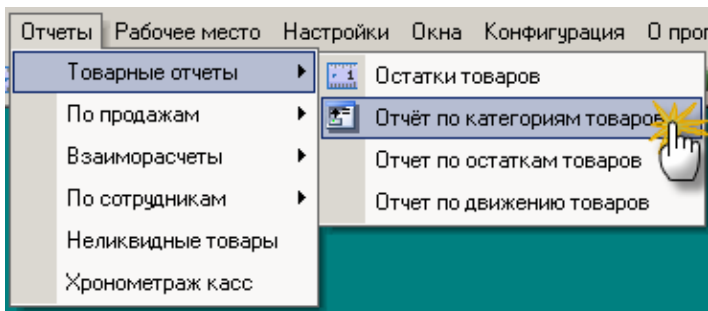 Отчеты Рабочее место Настройки Окна Конфигурация О прог
Товарные отчеты
По продажам
Взаиморасчеты
По сотрудникам
Неликвидные товары
Хронометраж касс
Остатки товаров
Отчёт по категориям товаров
Отчет по остаткам товаров
Отчет по движению товаров